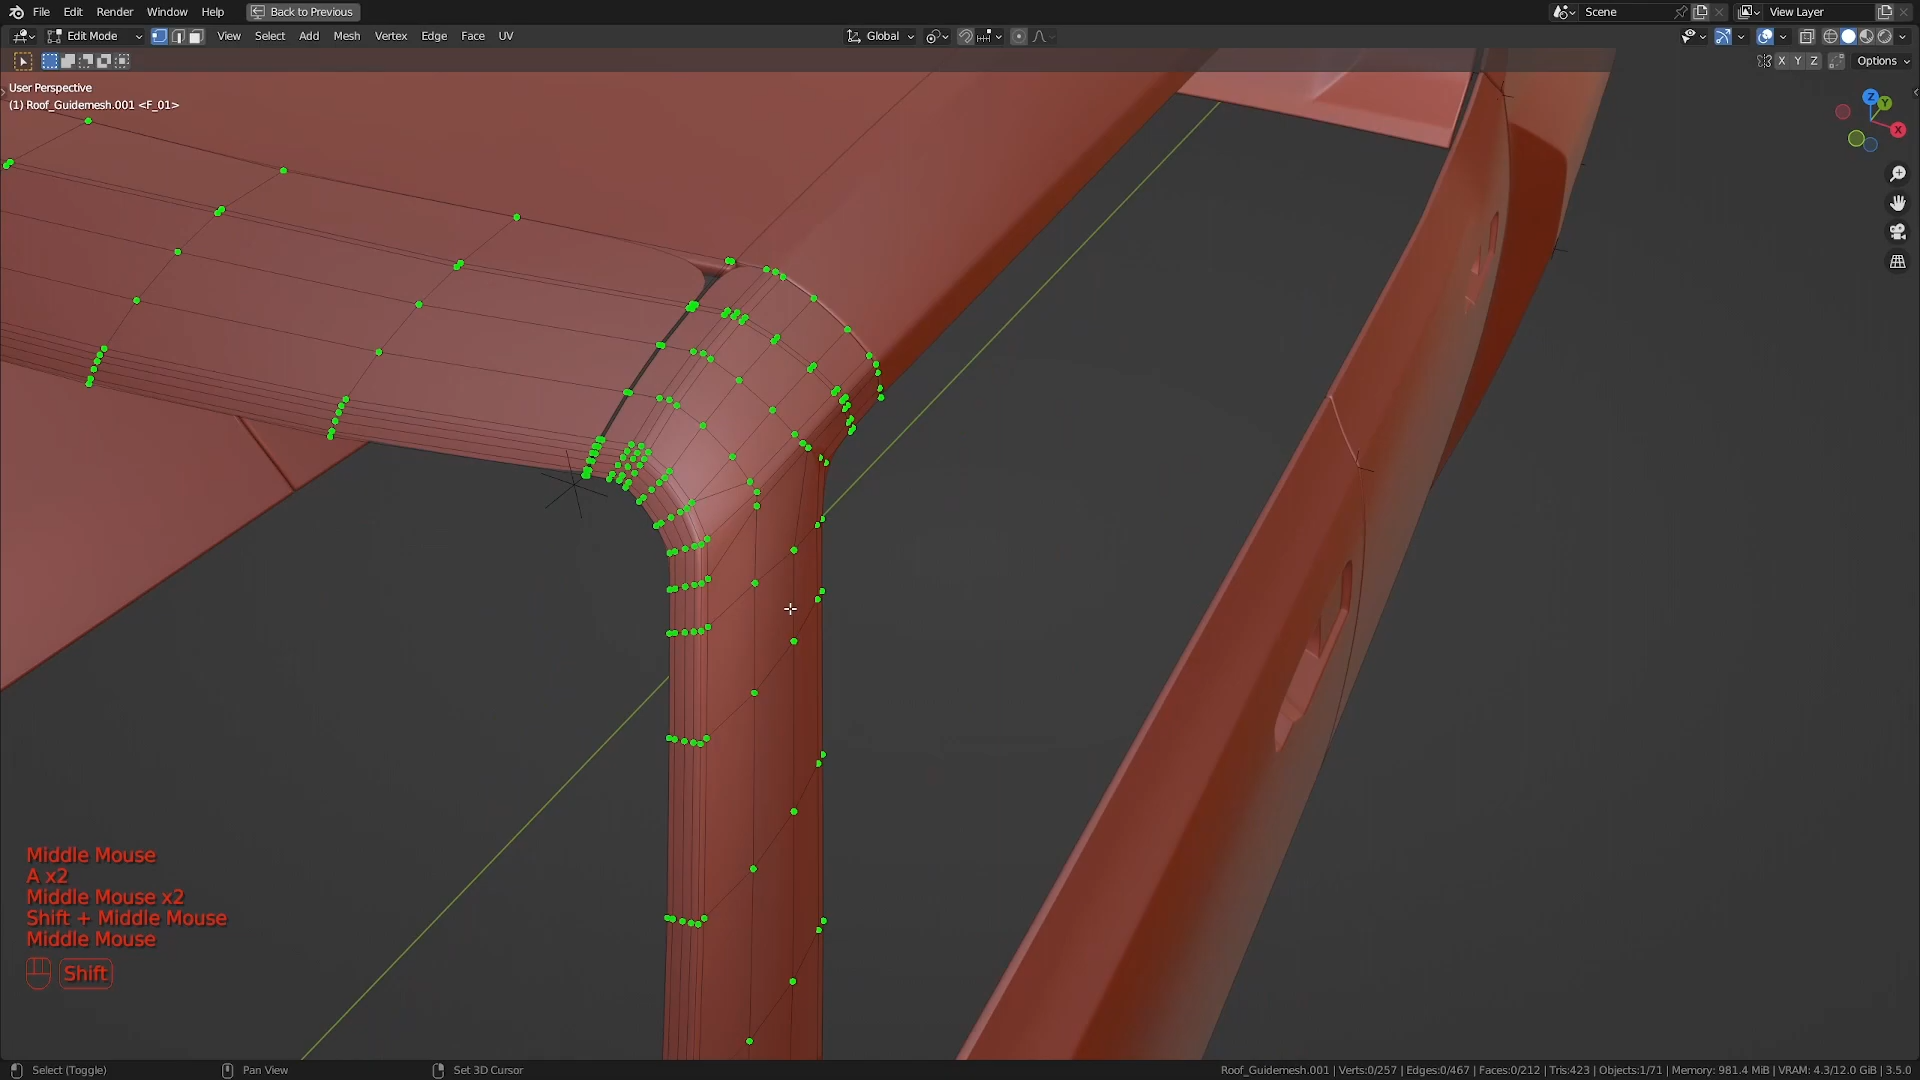 File Edit Render Window Help Back to Previous Scene View Layer
Edit Mode View Select Add Mesh Vertex Edge Face UV Global
X Y Z Options
User Perspective
(1) Roof_Guidemesh.001 <F_01>
Z
Y
X
Middle Mouse
A x2
Middle Mouse x2
Shift + Middle Mouse
Middle Mouse
Shift
Select (Toggle) Pan View Set 3D Cursor Roof_Guidemesh.001 | Verts:0/257 | Edges:0/467 | Faces:0/212 | Tris:423 | Objects:1/71 | Memory: 981.4 MiB | VRAM: 4.3/12.0 GiB | 3.5.0